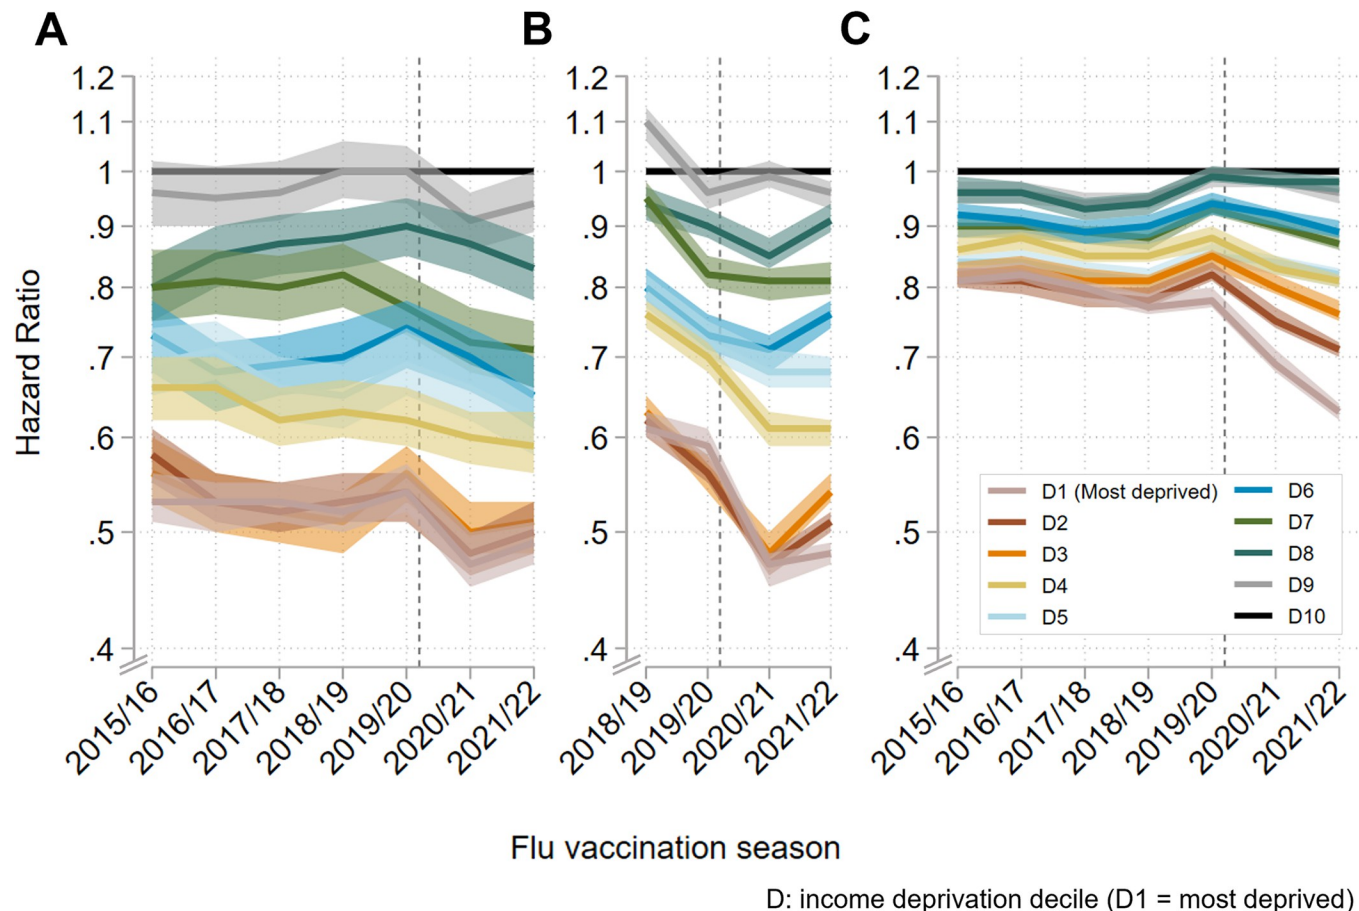 A B C
1.2 1.2 1.2
1.1 1.1 1.1
1 1 1
.9 .9 .9
.8 .8 .8
.7 .7 .7
.6 .6 .6
.5 .5 .5
.4 .4 .4
Hazard Ratio
D1 (Most deprived) D6
D2 D7
D3 D8
D4 D9
D5 D10
2015/16 2016/17 2017/18 2018/19 2019/20 2020/21 2021/22
2018/19 2019/20 2020/21 2021/22
2015/16 2016/17 2017/18 2018/19 2019/20 2020/21 2021/22
Flu vaccination season
D: income deprivation decile (D1 = most deprived)